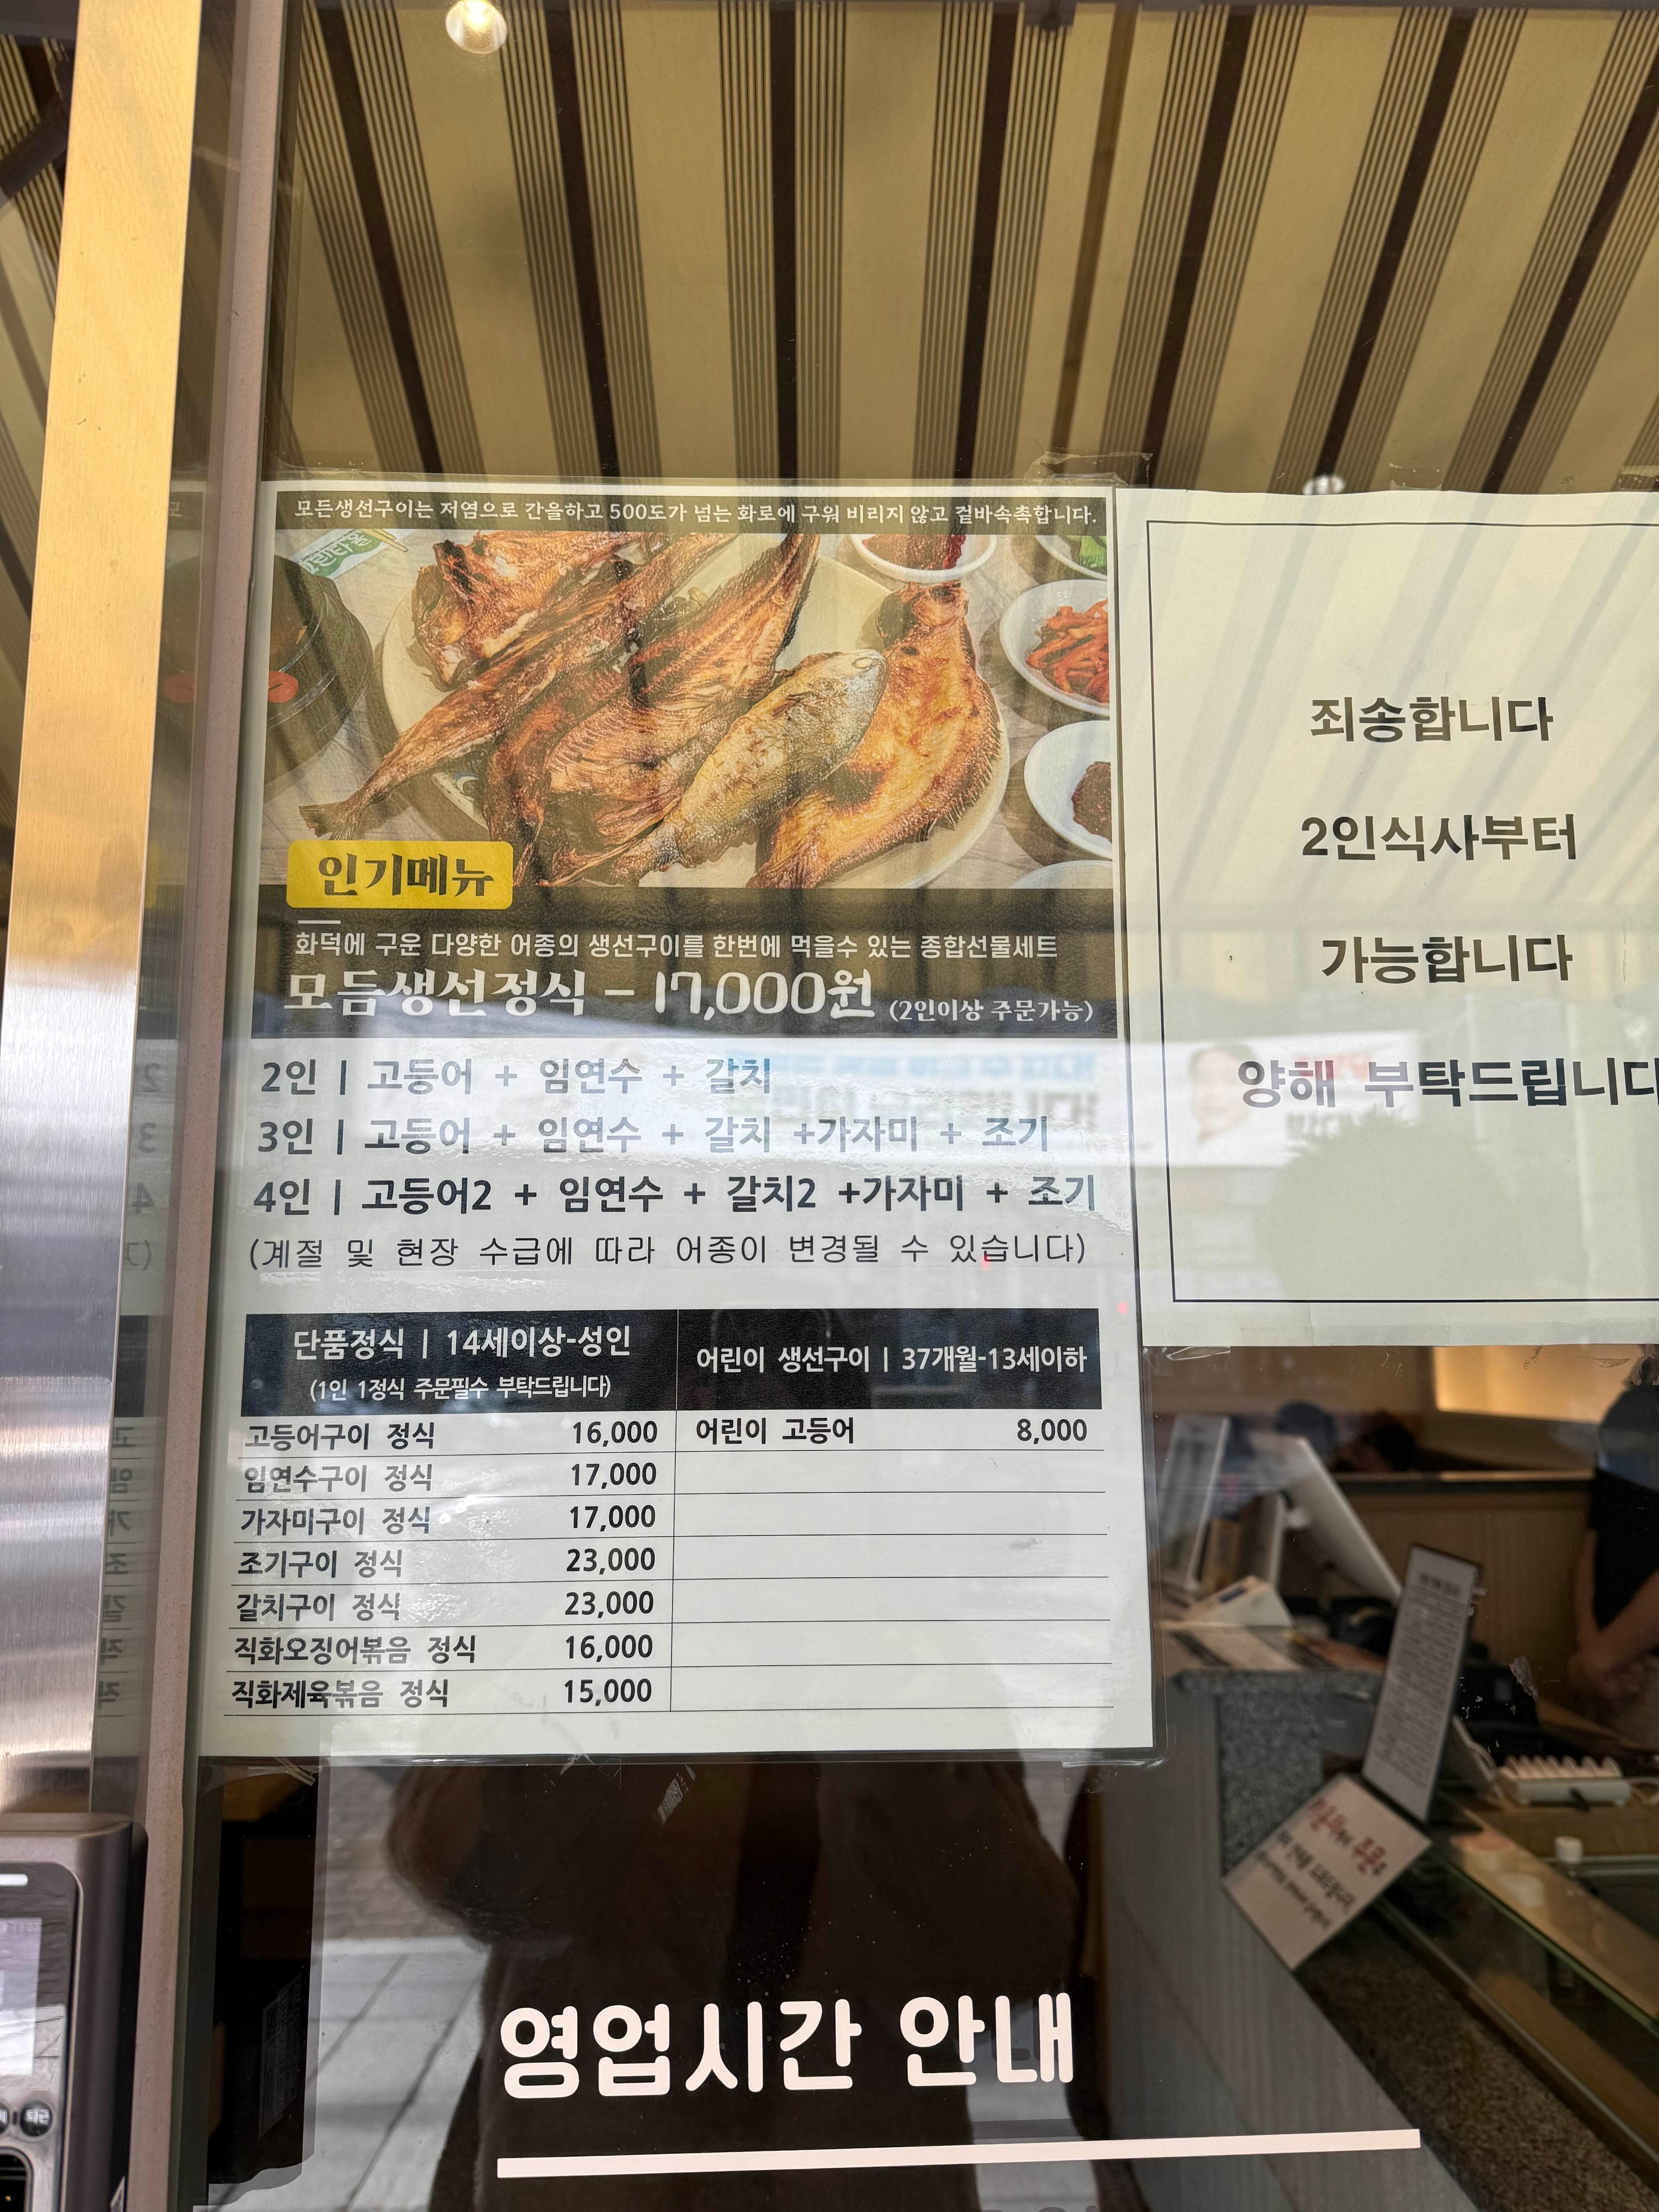 모든생선구이는 저염으로 간을하고 500도가 넘는 화로에 구워 비리지 않고 겉바속촉합니다.
인기메뉴
화덕에 구운 다양한 어종의 생선구이를 한번에 먹을수 있는 종합선물세트
모듬생선정식 - 17,000원 (2인이상 주문가능)
2인 | 고등어 + 임연수 + 갈치
3인 | 고등어 + 임연수 + 갈치 +가자미 + 조기
4인 | 고등어2 + 임연수 + 갈치2 +가자미 + 조기
(계절 및 현장 수급에 따라 어종이 변경될 수 있습니다)
단품정식 | 14세이상-성인
(1인 1정식 주문필수 부탁드립니다)
어린이 생선구이 | 37개월-13세이하
고등어구이 정식 16,000 어린이 고등어 8,000
임연수구이 정식 17,000
가자미구이 정식 17,000
조기구이 정식 23,000
갈치구이 정식 23,000
직화오징어볶음 정식 16,000
직화제육볶음 정식 15,000
죄송합니다
2인식사부터
가능합니다
양해 부탁드립니다
영업시간 안내
퇴근